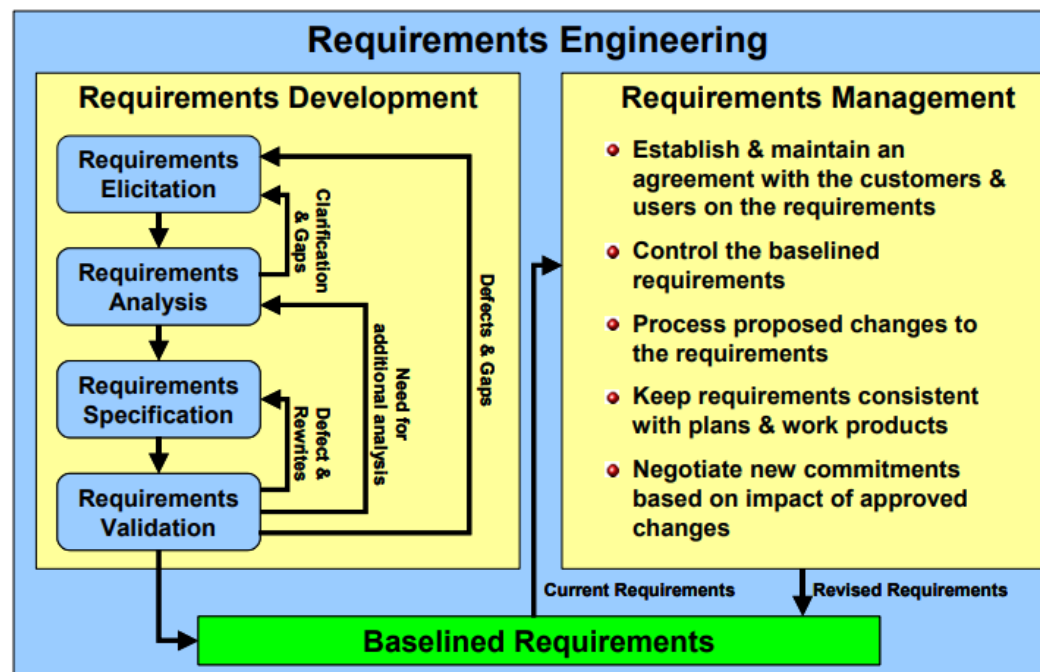 Requirements Engineering
Requirements Development
Requirements
Elicitation
Clarification
& Gaps
Requirements
Analysis
Requirements
Specification
Defect &
Rewrites
Need for
additional analysis
Defects & Gaps
Requirements
Validation
Requirements Management
Establish & maintain an
agreement with the customers &
users on the requirements
Control the baselined
requirements
Process proposed changes to
the requirements
Keep requirements consistent
with plans & work products
Negotiate new commitments
based on impact of approved
changes
Current Requirements
Revised Requirements
Baselined Requirements